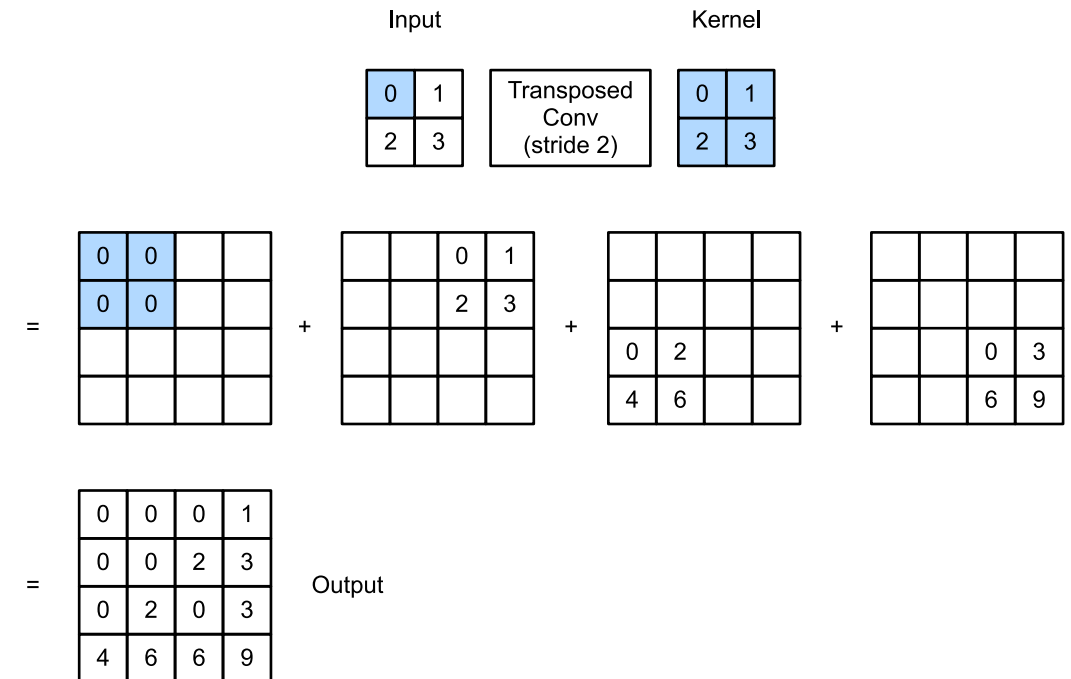 Input Kernel
0 1 Transposed 0 1
Conv
2 3 (stride 2) 2 3
0 0 0 1
0 0 2 3
= + + +
0 2 0 3
4 6 6 9
0 0 0 1
0 0 2 3
= Output
0 2 0 3
4 6 6 9